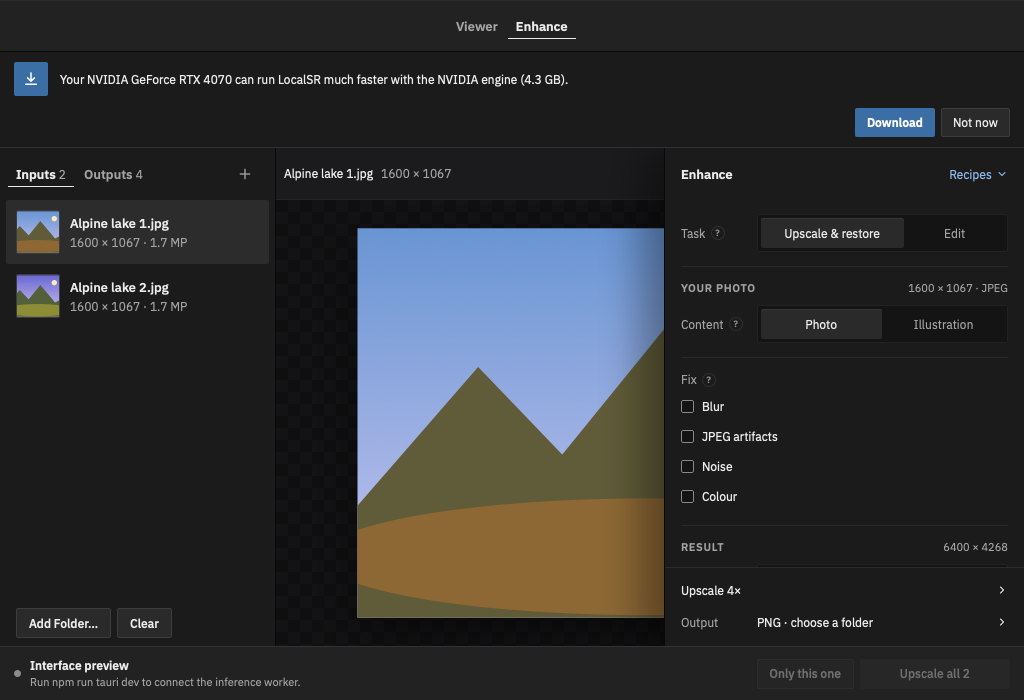 Viewer Enhance
Your NVIDIA GeForce RTX 4070 can run LocalSR much faster with the NVIDIA engine (4.3 GB).
Download Not now
Inputs 2 Outputs 4 +
Alpine lake 1.jpg
1600 × 1067 · 1.7 MP
Alpine lake 2.jpg
1600 × 1067 · 1.7 MP
Add Folder... Clear
Alpine lake 1.jpg 1600 × 1067
Enhance Recipes
Task ? Upscale & restore Edit
YOUR PHOTO 1600 × 1067 · JPEG
Content ? Photo Illustration
Fix ?
Blur
JPEG artifacts
Noise
Colour
RESULT 6400 × 4268
Upscale 4×
Output PNG · choose a folder
Interface preview
Run npm run tauri dev to connect the inference worker.
Only this one Upscale all 2